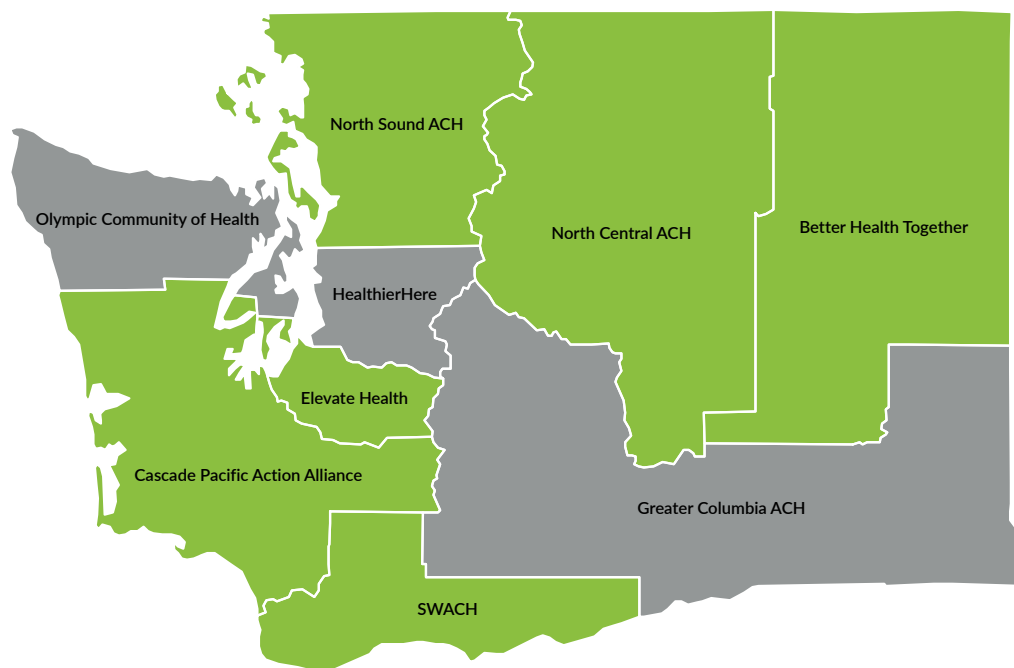 North Sound ACH
Olympic Community of Health
North Central ACH
Better Health Together
HealthierHere
Elevate Health
Cascade Pacific Action Alliance
Greater Columbia ACH
SWACH